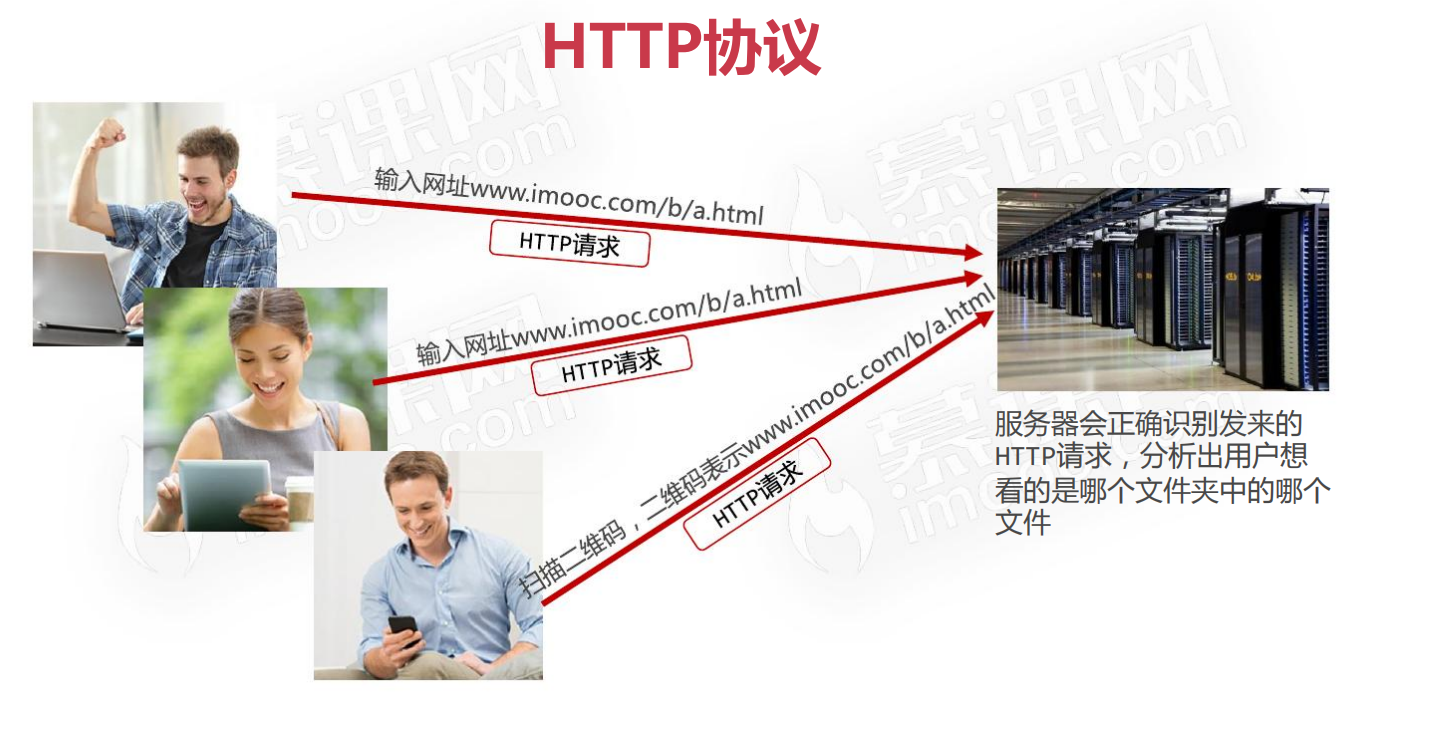 HTTP协议
输入网址www.imooc.com/b/a.html
HTTP请求
输入网址www.imooc.com/b/a.html
HTTP请求
扫描二维码，二维码表示www.imooc.com/b/a.html
HTTP请求
服务器会正确识别发来的
HTTP请求，分析出用户想
看的是哪个文件夹中的哪个
文件
慕课网
imooc.com
慕课网
imooc.com
慕课网
imooc.com
慕课网
imooc.com